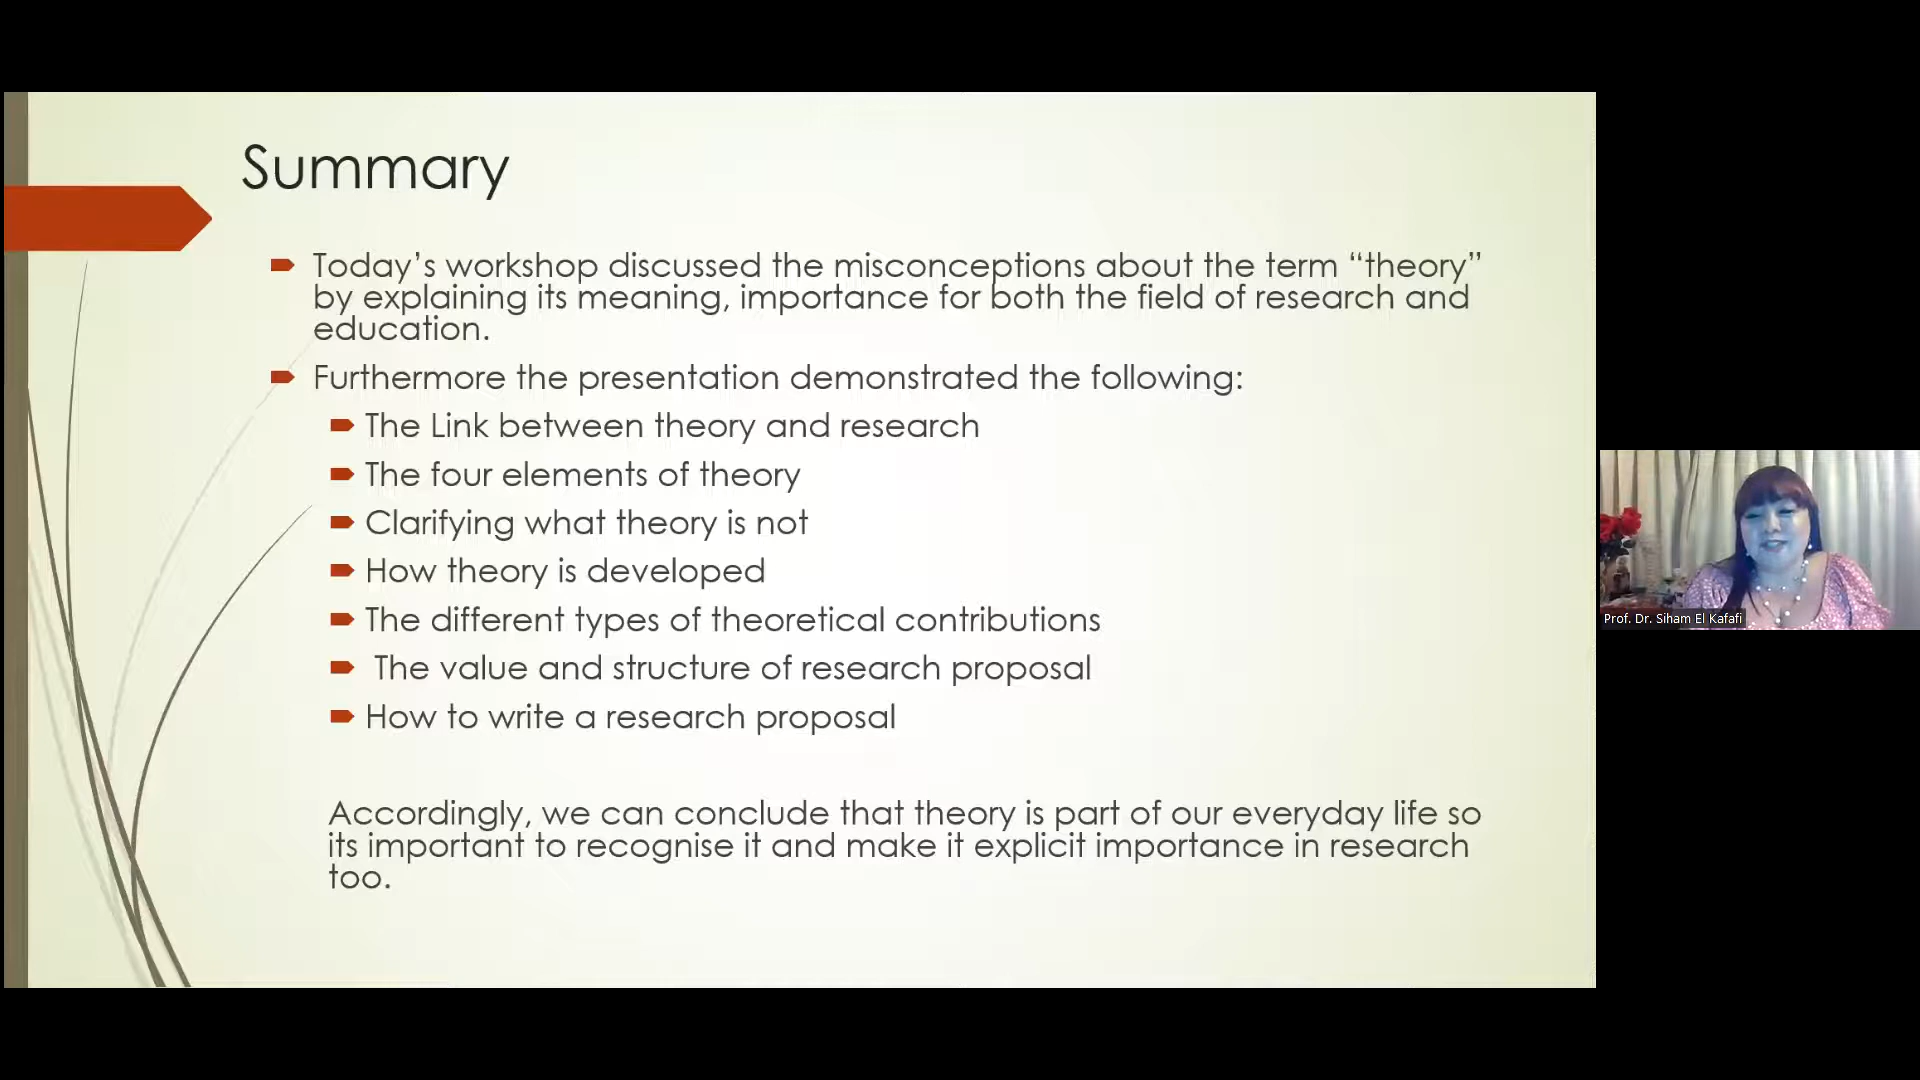 Summary
Today’s workshop discussed the misconceptions about the term “theory”
by explaining its meaning, importance for both the field of research and
education.
Furthermore the presentation demonstrated the following:
The Link between theory and research
The four elements of theory
Clarifying what theory is not
How theory is developed
The different types of theoretical contributions
The value and structure of research proposal
How to write a research proposal
Accordingly, we can conclude that theory is part of our everyday life so
its important to recognise it and make it explicit importance in research
too.
Prof. Dr. Siham El Kafafi